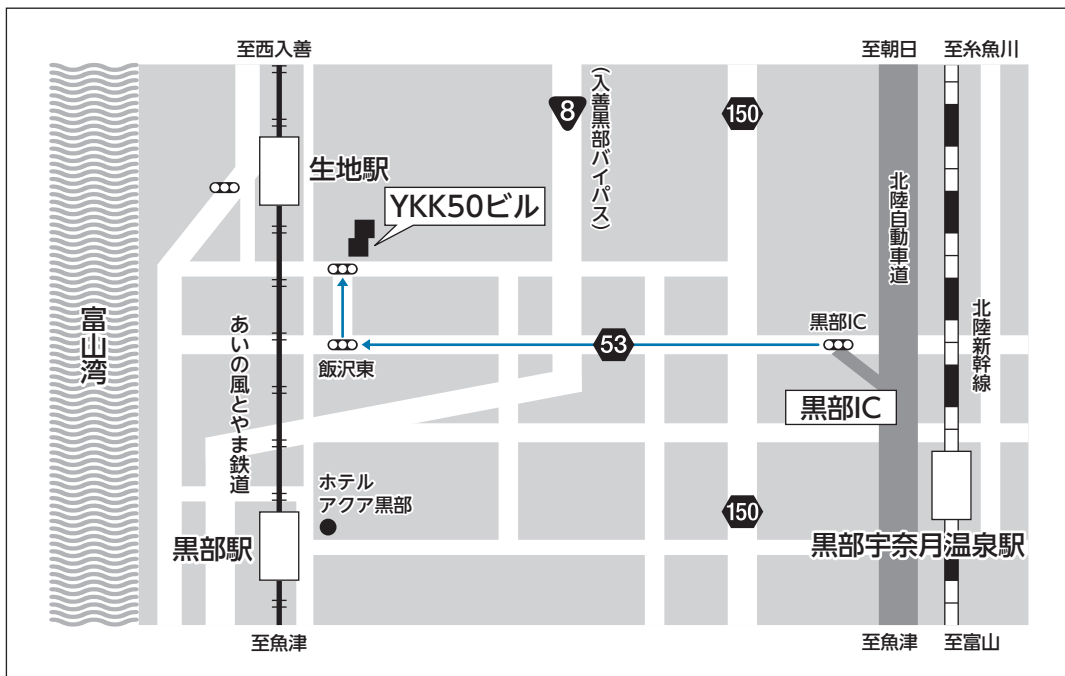 至西入善
至朝日
至糸魚川
8
(入善黒部バイパス)
150
生地駅
YKK50ビル
北陸自動車道
富山湾
あいの風とやま鉄道
飯沢東
53
黒部IC
北陸新幹線
黒部IC
ホテル
アクア黒部
150
黒部駅
黒部宇奈月温泉駅
至魚津
至魚津
至富山